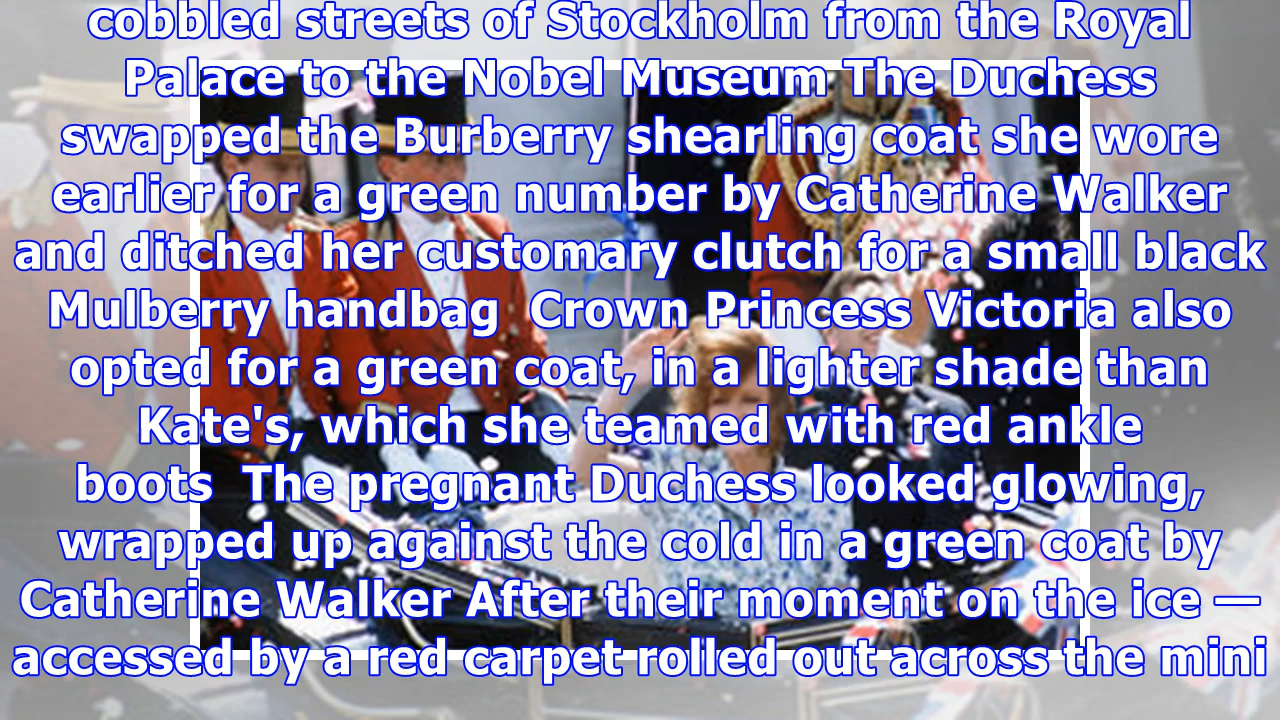 cobbled streets of Stockholm from the Royal
Palace to the Nobel Museum The Duchess
swapped the Burberry shearling coat she wore
earlier for a green number by Catherine Walker
and ditched her customary clutch for a small black
Mulberry handbag  Crown Princess Victoria also
opted for a green coat, in a lighter shade than
Kate's, which she teamed with red ankle
boots  The pregnant Duchess looked glowing,
wrapped up against the cold in a green coat by
Catherine Walker After their moment on the ice —
accessed by a red carpet rolled out across the mini